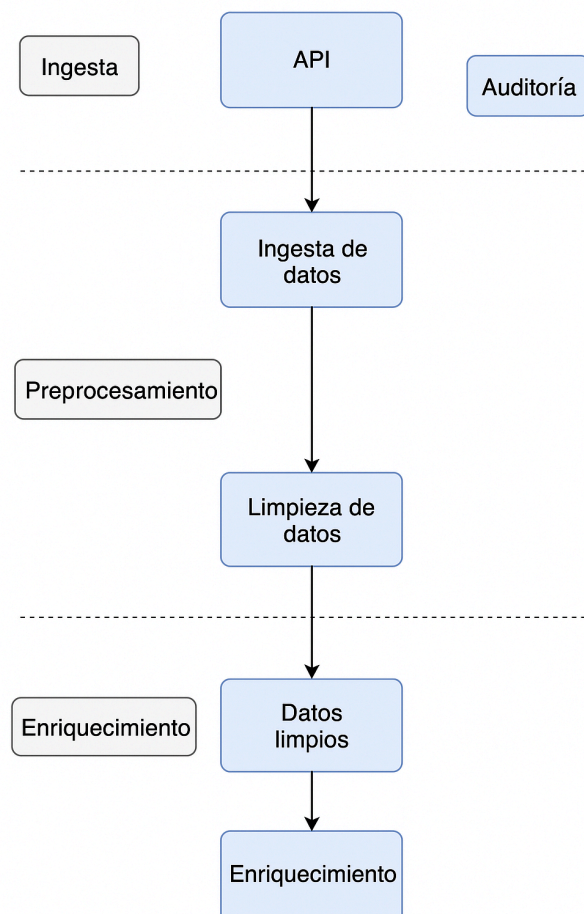 Ingesta
API
Auditoría
Ingesta de
datos
Preprocesamiento
Limpieza de
datos
Enriquecimiento
Datos
limpios
Enriquecimiento